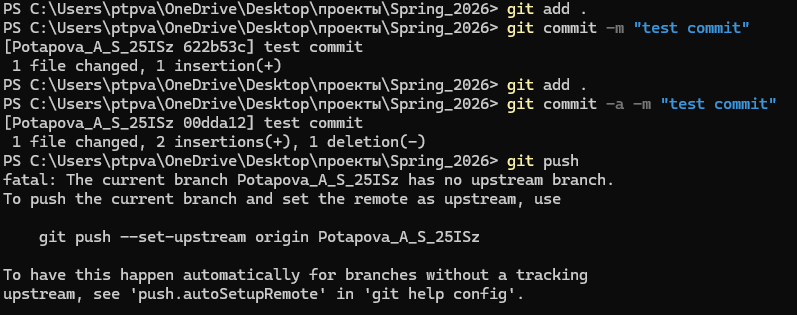 PS C:\Users\ptpva\OneDrive\Desktop\проекты\Spring_2026> git add .
PS C:\Users\ptpva\OneDrive\Desktop\проекты\Spring_2026> git commit -m "test commit"
[Potapova_A_S_25ISz 622b53c] test commit
 1 file changed, 1 insertion(+)
PS C:\Users\ptpva\OneDrive\Desktop\проекты\Spring_2026> git add .
PS C:\Users\ptpva\OneDrive\Desktop\проекты\Spring_2026> git commit -a -m "test commit"
[Potapova_A_S_25ISz 00dda12] test commit
 1 file changed, 2 insertions(+), 1 deletion(-)
PS C:\Users\ptpva\OneDrive\Desktop\проекты\Spring_2026> git push
fatal: The current branch Potapova_A_S_25ISz has no upstream branch.
To push the current branch and set the remote as upstream, use

    git push --set-upstream origin Potapova_A_S_25ISz

To have this happen automatically for branches without a tracking
upstream, see 'push.autoSetupRemote' in 'git help config'.